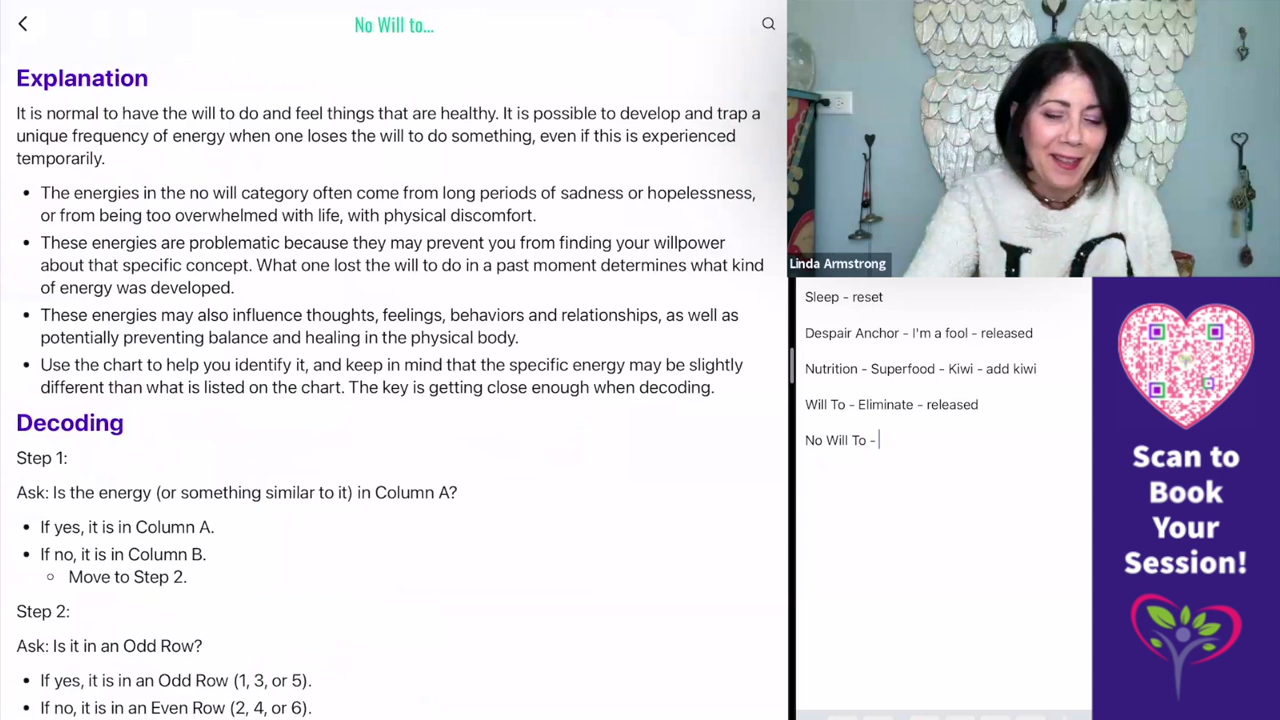 No Will to...
Explanation
It is normal to have the will to do and feel things that are healthy. It is possible to develop and trap a
unique frequency of energy when one loses the will to do something, even if this is experienced
temporarily.
• The energies in the no will category often come from long periods of sadness or hopelessness,
or from being too overwhelmed with life, with physical discomfort.
• These energies are problematic because they may prevent you from finding your willpower
about that specific concept. What one lost the will to do in a past moment determines what kind
of energy was developed.
• These energies may also influence thoughts, feelings, behaviors and relationships, as well as
potentially preventing balance and healing in the physical body.
• Use the chart to help you identify it, and keep in mind that the specific energy may be slightly
different than what is listed on the chart. The key is getting close enough when decoding.
Decoding
Step 1:
Ask: Is the energy (or something similar to it) in Column A?
• If yes, it is in Column A.
• If no, it is in Column B.
○ Move to Step 2.
Step 2:
Ask: Is it in an Odd Row?
• If yes, it is in an Odd Row (1, 3, or 5).
• If no, it is in an Even Row (2, 4, or 6).
Linda Armstrong
Sleep - reset
Despair Anchor - I'm a fool - released
Nutrition - Superfood - Kiwi - add kiwi
Will To - Eliminate - released
No Will To -
Scan to
Book
Your
Session!